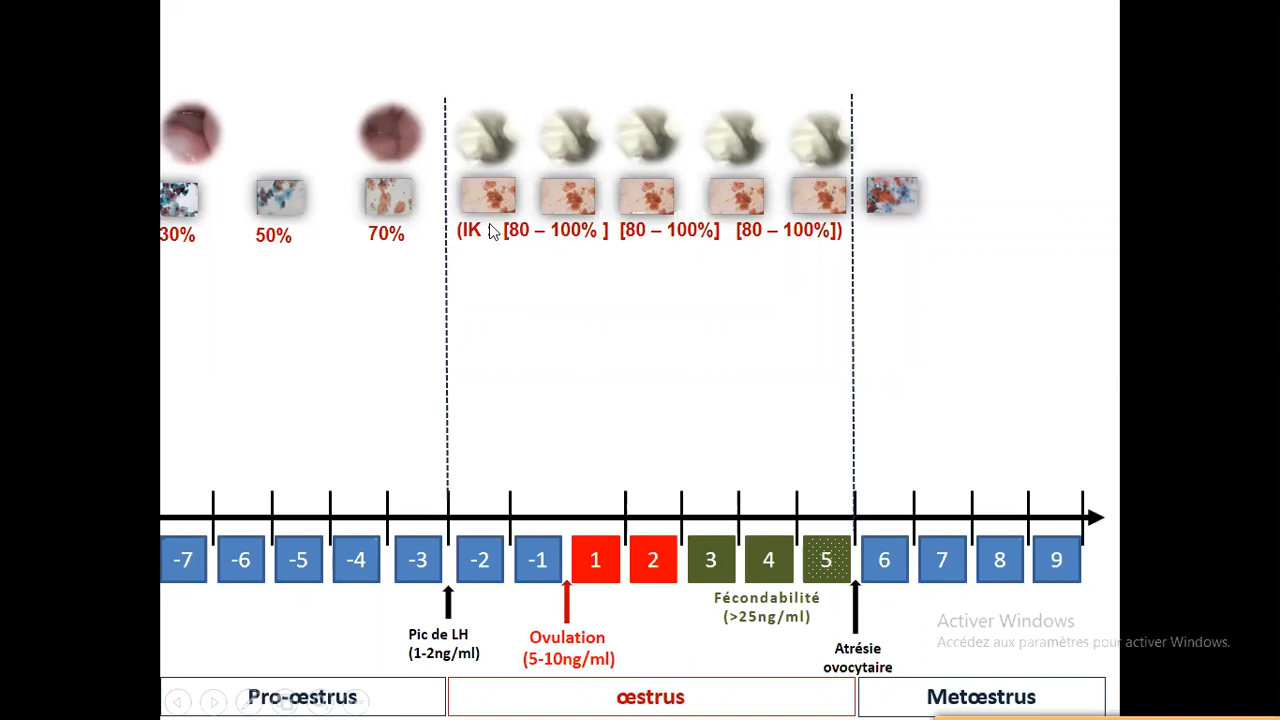 30%
50%
70%
(IK : [80 – 100% ] [80 – 100%] [80 – 100%])
-7 -6 -5 -4 -3 -2 -1 1 2 3 4 5 6 7 8 9
Fécondabilité
(>25ng/ml)
Pic de LH
(1-2ng/ml)
Ovulation
(5-10ng/ml)
Atrésie
ovocytaire
Activer Windows
Accédez aux paramètres pour activer Windows.
Pro-œstrus
œstrus
Metœstrus